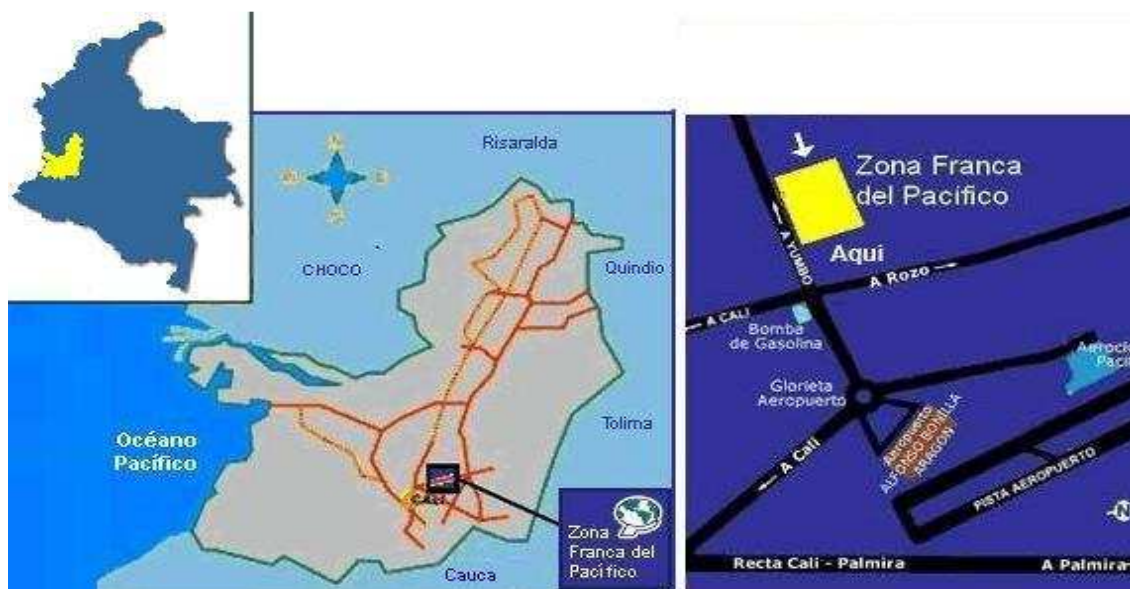 Risaralda
CHOCO
Quindio
Océano
Pacífico
Tolima
CALI
Zona
Franca del
Pacífico
Cauca
Zona Franca
del Pacífico
Aquí
A YUMBO
A Rozo
A CALI
Bomba
de Gasolina
Glorieta
Aeropuerto
Aeropuerto
ALFONSO BONILLA
ARAGON
A Cali
PISTA AEROPUERTO
N
Recta Cali - Palmira
A Palmira